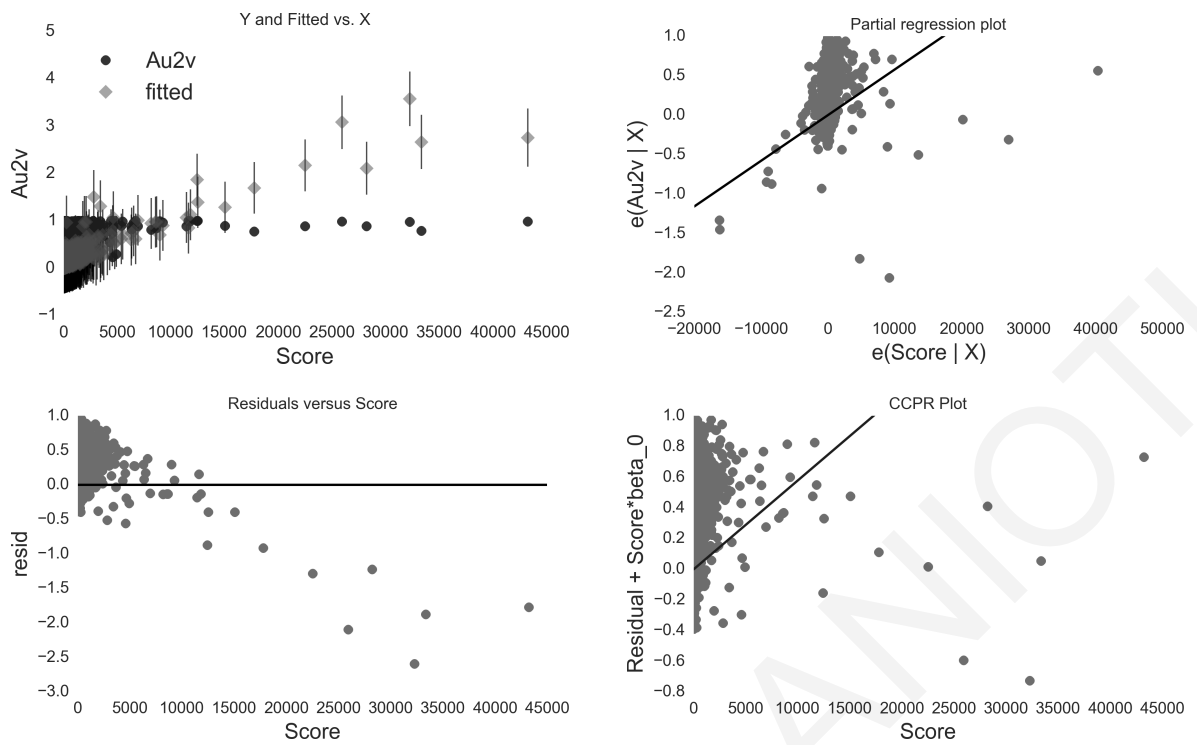 Y and Fitted vs. X
5
4
3
2
1
0
−1
Au2v
Au2v
fitted
0 5000 10000 15000 20000 25000 30000 35000 40000 45000
Score
Partial regression plot
1.0
0.5
0.0
−0.5
−1.0
−1.5
−2.0
−2.5
e(Au2v | X)
−20000 −10000 0 10000 20000 30000 40000 50000
e(Score | X)
Residuals versus Score
1.0
0.5
0.0
−0.5
−1.0
−1.5
−2.0
−2.5
−3.0
resid
0 5000 10000 15000 20000 25000 30000 35000 40000 45000
Score
CCPR Plot
1.0
0.8
0.6
0.4
0.2
0.0
−0.2
−0.4
−0.6
−0.8
Residual + Score*beta_0
0 5000 10000 15000 20000 25000 30000 35000 40000 45000
Score